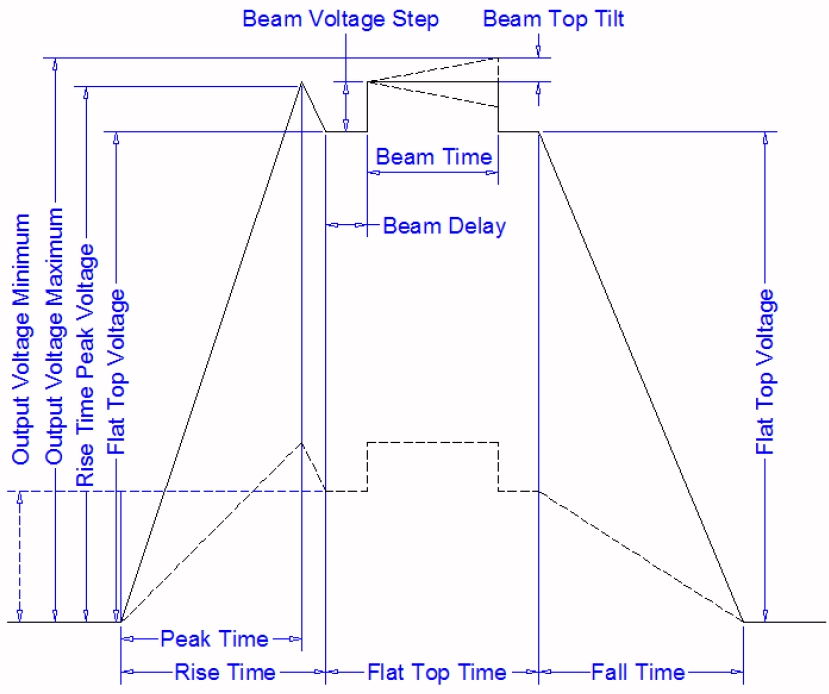 Beam Voltage Step
Beam Top Tilt
Beam Time
Beam Delay
Output Voltage Minimum
Output Voltage Maximum
Rise Time Peak Voltage
Flat Top Voltage
Flat Top Voltage
Peak Time
Rise Time
Flat Top Time
Fall Time